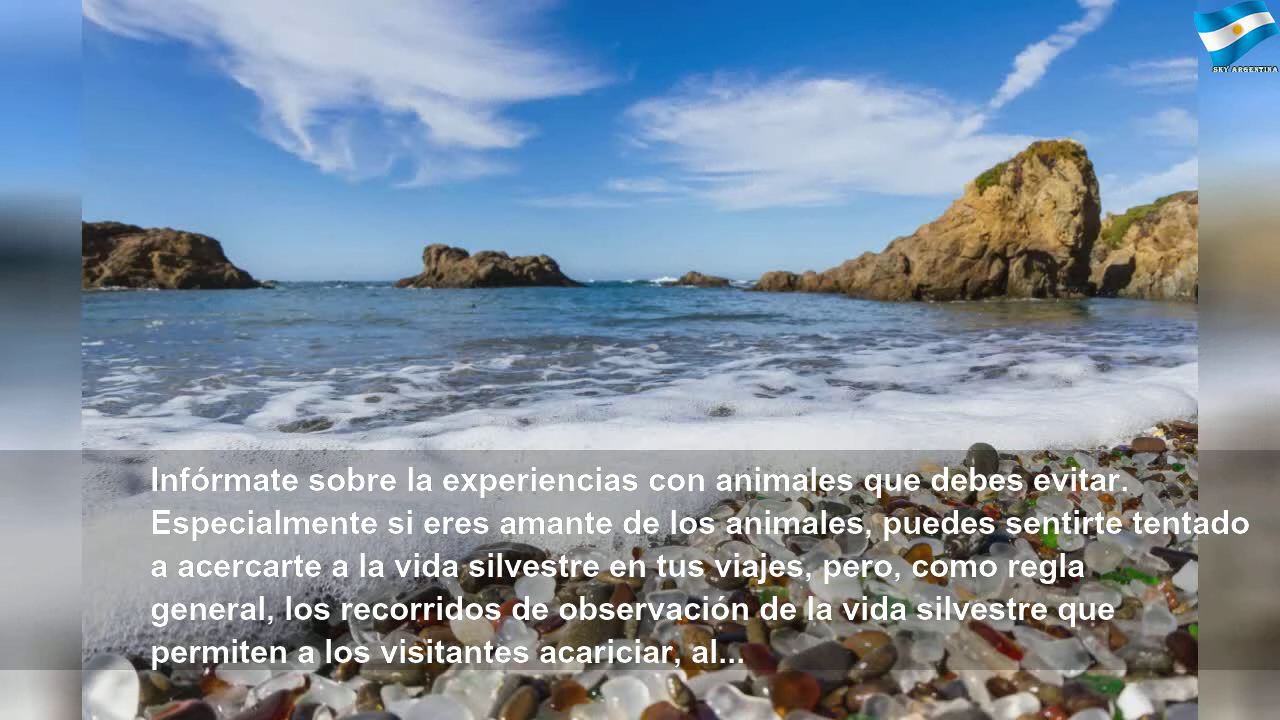 SKY ARGENTINA
Infórmate sobre la experiencias con animales que debes evitar.
Especialmente si eres amante de los animales, puedes sentirte tentado
a acercarte a la vida silvestre en tus viajes, pero, como regla
general, los recorridos de observación de la vida silvestre que
permiten a los visitantes acariciar, al...